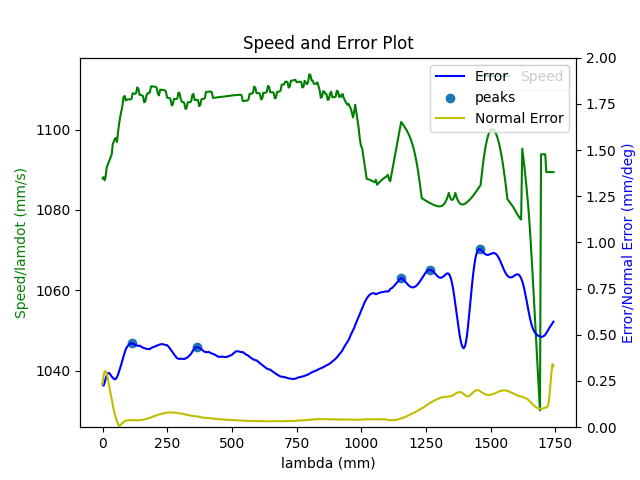 Speed and Error Plot
Error
Speed
peaks
Normal Error
1100
1080
1060
1040
2.00
1.75
1.50
1.25
1.00
0.75
0.50
0.25
0.00
0 250 500 750 1000 1250 1500 1750
lambda (mm)
Speed/lamdot (mm/s)
Error/Normal Error (mm/deg)